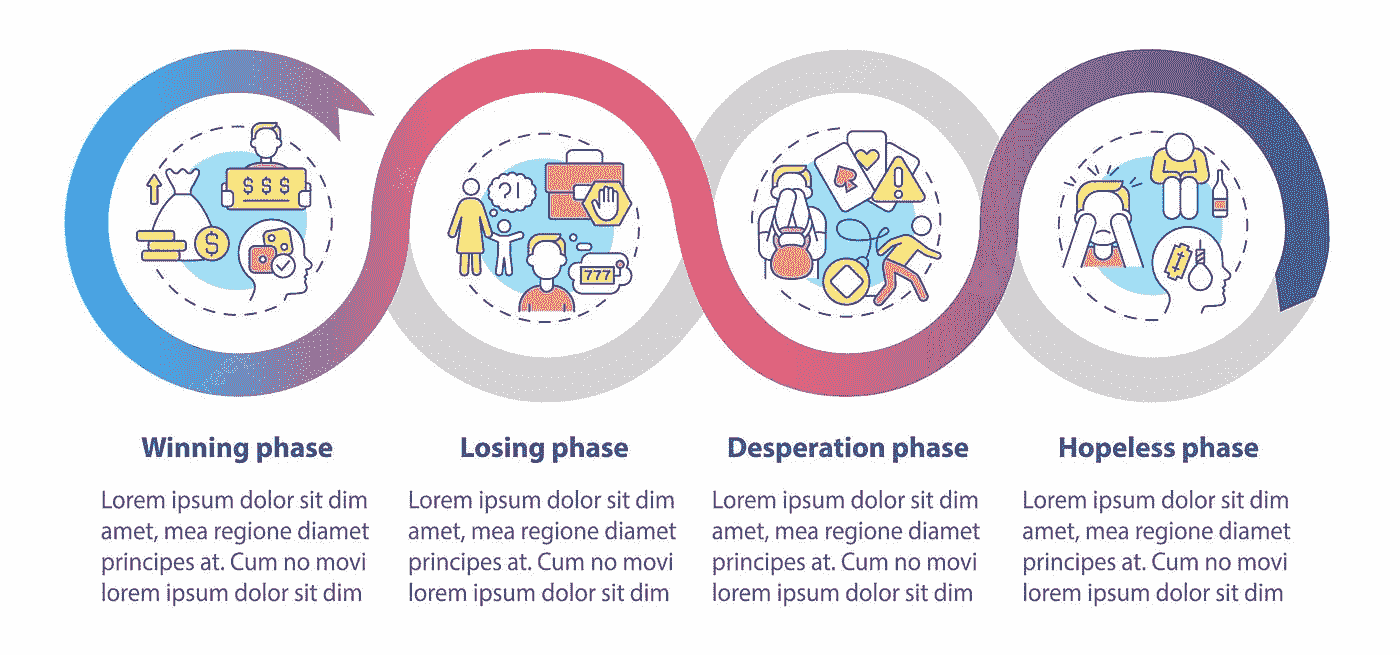 $ $ $
$
?!
777
Winning phase
Lorem ipsum dolor sit dim
amet, mea regione diamet
principes at. Cum no movi
lorem ipsum dolor sit dim
Losing phase
Lorem ipsum dolor sit dim
amet, mea regione diamet
principes at. Cum no movi
lorem ipsum dolor sit dim
Desperation phase
Lorem ipsum dolor sit dim
amet, mea regione diamet
principes at. Cum no movi
lorem ipsum dolor sit dim
Hopeless phase
Lorem ipsum dolor sit dim
amet, mea regione diamet
principes at. Cum no movi
lorem ipsum dolor sit dim